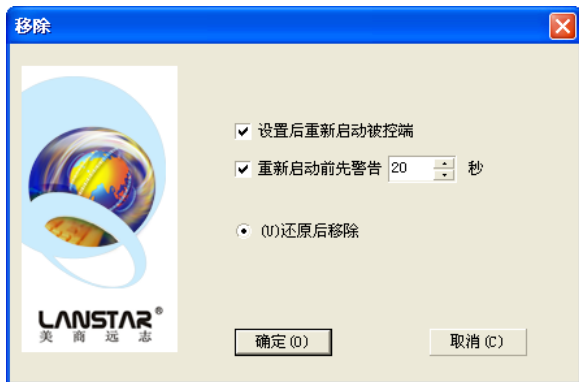 移除
设置后重新启动被控端
重新启动前先警告 20 秒
(U)还原后移除
LANSTAR®
美商远志
确定(O)
取消(C)